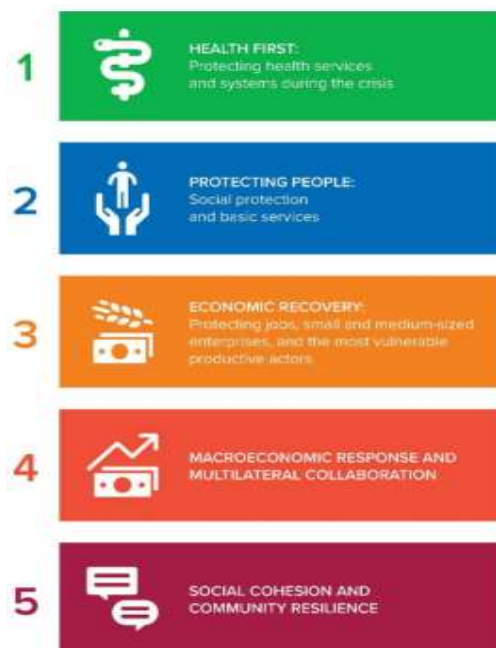 1
HEALTH FIRST:
Protecting health services
and systems during the crisis
2
PROTECTING PEOPLE:
Social protection
and basic services
3
ECONOMIC RECOVERY:
Protecting jobs, small and medium-sized
enterprises, and the most vulnerable
productive actors
4
MACROECONOMIC RESPONSE AND
MULTILATERAL COLLABORATION
5
SOCIAL COHESION AND
COMMUNITY RESILIENCE